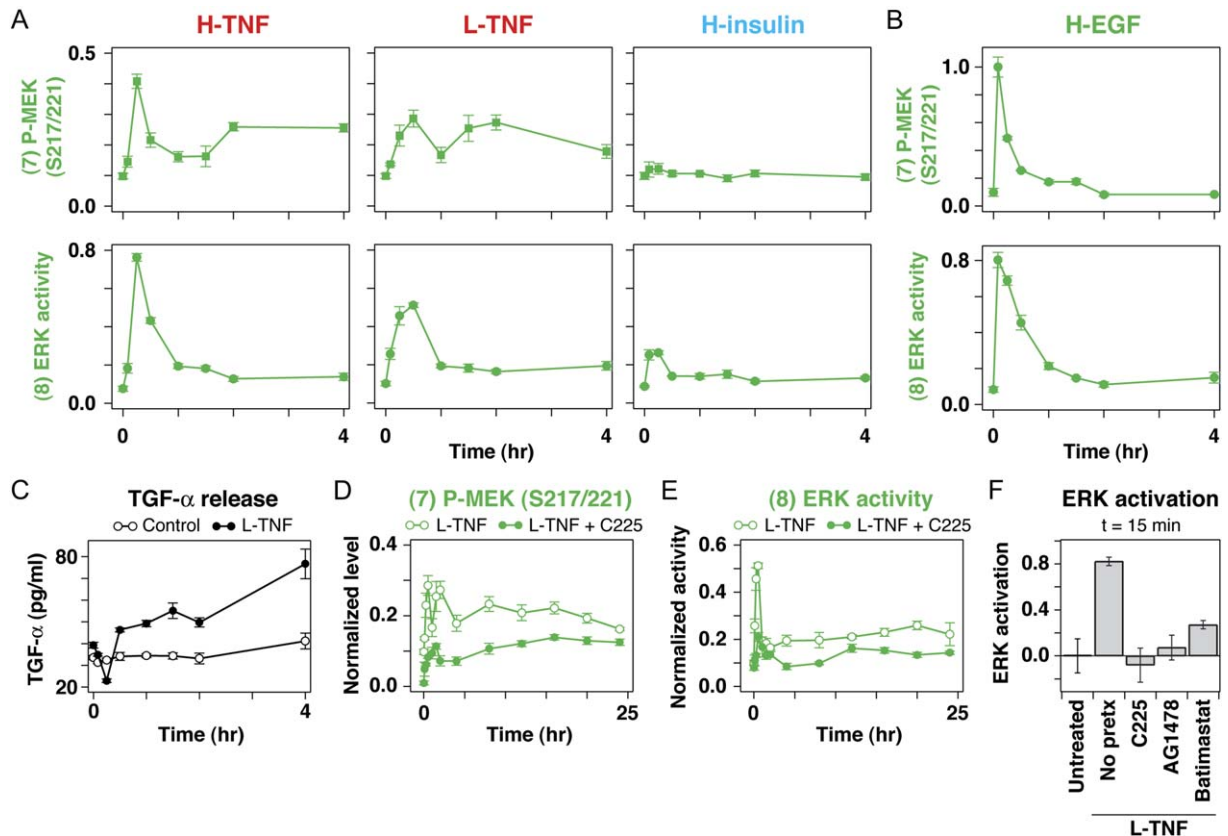 A
H-TNF
L-TNF
H-insulin
B
H-EGF
(7) P-MEK
(S217/221)
0.5
0.0
(7) P-MEK
(S217/221)
1.0
0.0
(8) ERK activity
0.8
0.0
0
4
0
4
0
4
Time (hr)
(8) ERK activity
0.8
0.0
0
4
Time (hr)
C
TGF-α release
Control
L-TNF
TGF-α (pg/ml)
80
20
0
4
Time (hr)
D
(7) P-MEK (S217/221)
L-TNF
L-TNF + C225
Normalized level
0.4
0.2
0.0
0
25
Time (hr)
E
(8) ERK activity
L-TNF
L-TNF + C225
Normalized activity
0.6
0.4
0.2
0.0
0
25
Time (hr)
F
ERK activation
t = 15 min
ERK activation
0.8
0.4
0.0
Untreated
No pretx
C225
AG1478
Batimastat
L-TNF